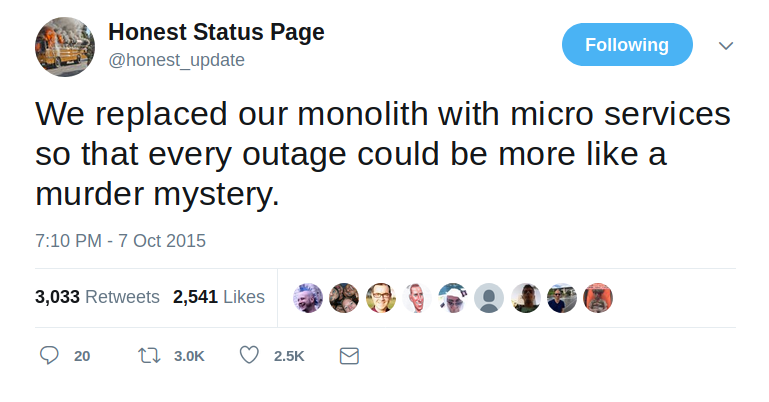 Honest Status Page
@honest_update
Following
We replaced our monolith with micro services
so that every outage could be more like a
murder mystery.
7:10 PM - 7 Oct 2015
3,033 Retweets 2,541 Likes
20 3.0K 2.5K